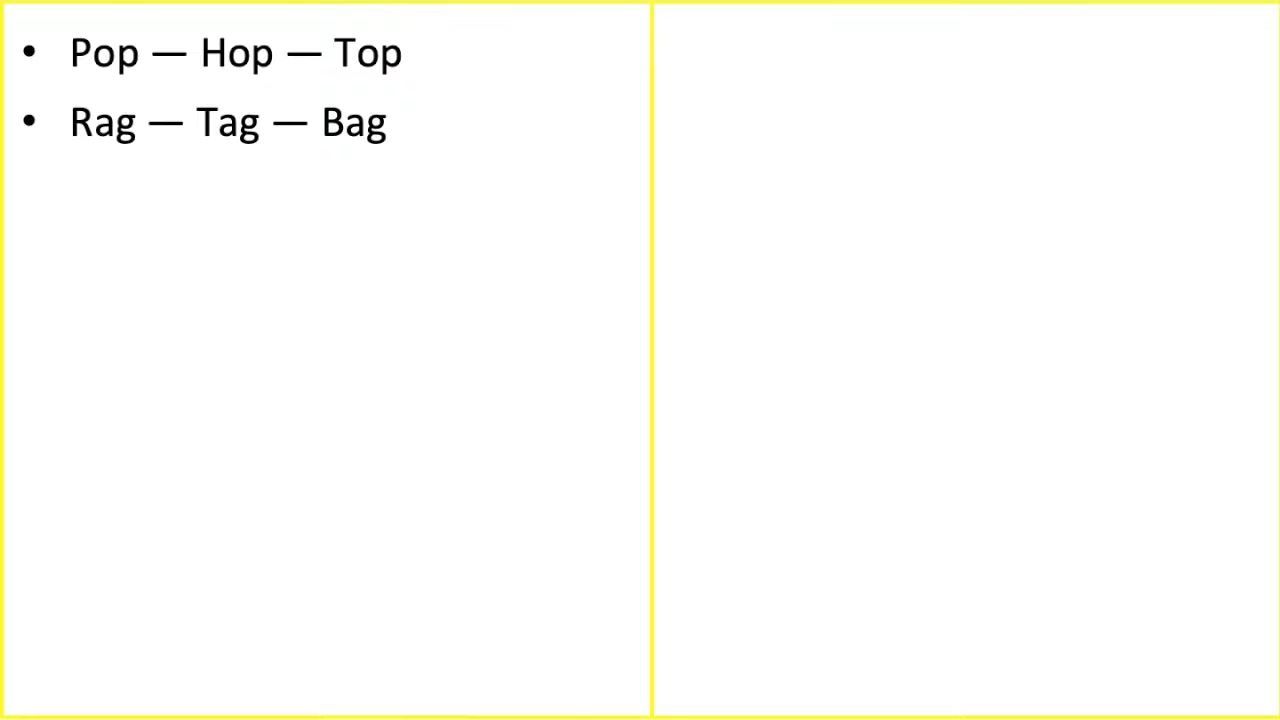 • Pop — Hop — Top
• Rag — Tag — Bag